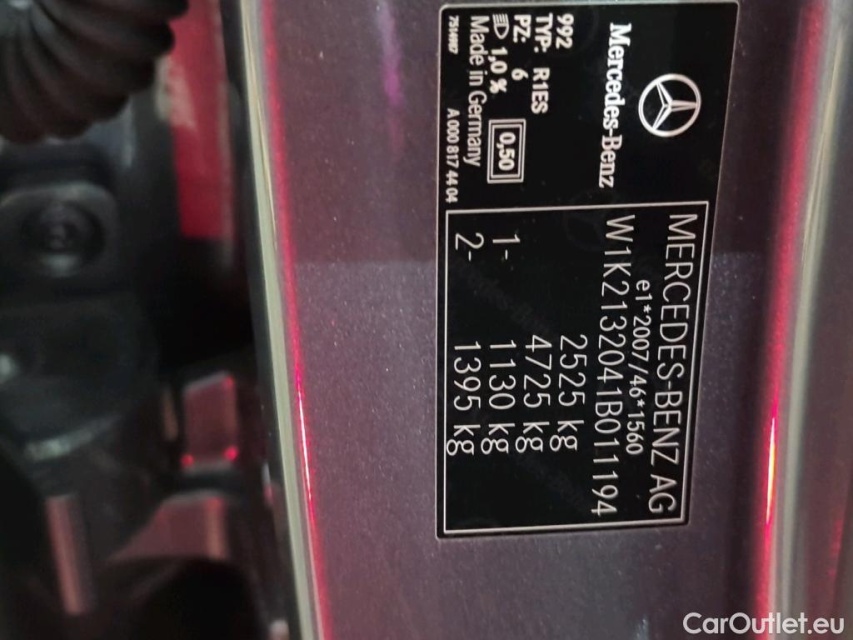 Mercedes-Benz
992
TYP: R1ES
PZ: 6
1,0 %
0,50
Made in Germany
A 000 817 44 04
MERCEDES-BENZ AG
e1*2007/46*1560
W1K2132041B011194
2525 kg
4725 kg
1- 1130 kg
2- 1395 kg
CarOutlet.eu